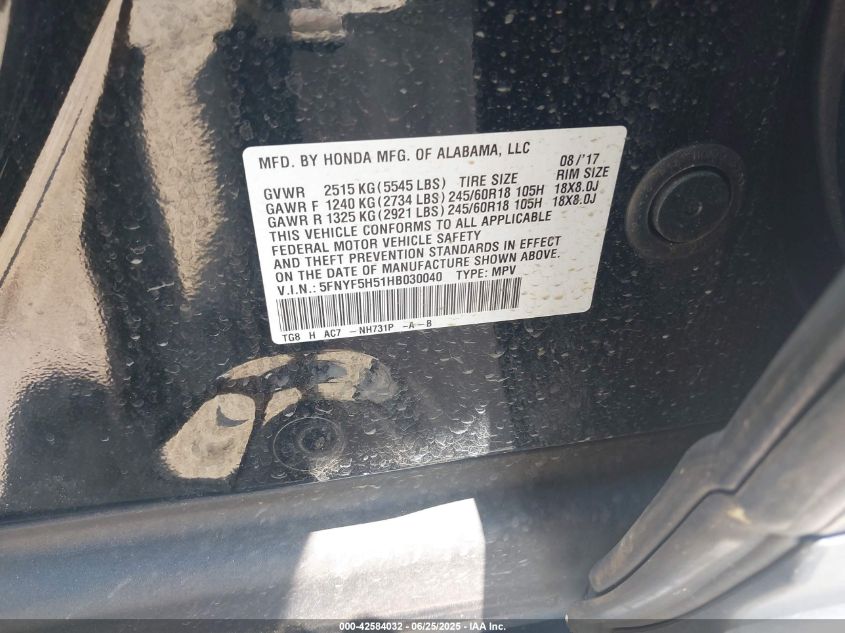 MFD. BY HONDA MFG. OF ALABAMA, LLC 08/'17
GVWR 2515 KG (5545 LBS) TIRE SIZE RIM SIZE
GAWR F 1240 KG (2734 LBS) 245/60R18 105H 18X8.0J
GAWR R 1325 KG (2921 LBS) 245/60R18 105H 18X8.0J
THIS VEHICLE CONFORMS TO ALL APPLICABLE
FEDERAL MOTOR VEHICLE SAFETY
AND THEFT PREVENTION STANDARDS IN EFFECT
ON THE DATE OF MANUFACTURE SHOWN ABOVE.
V.I.N.: 5FNYF5H51HB030040 TYPE: MPV
TG8 H AC7 -NH731P -A-B
000-42584032 - 06/25/2025 - IAA Inc. Copyright